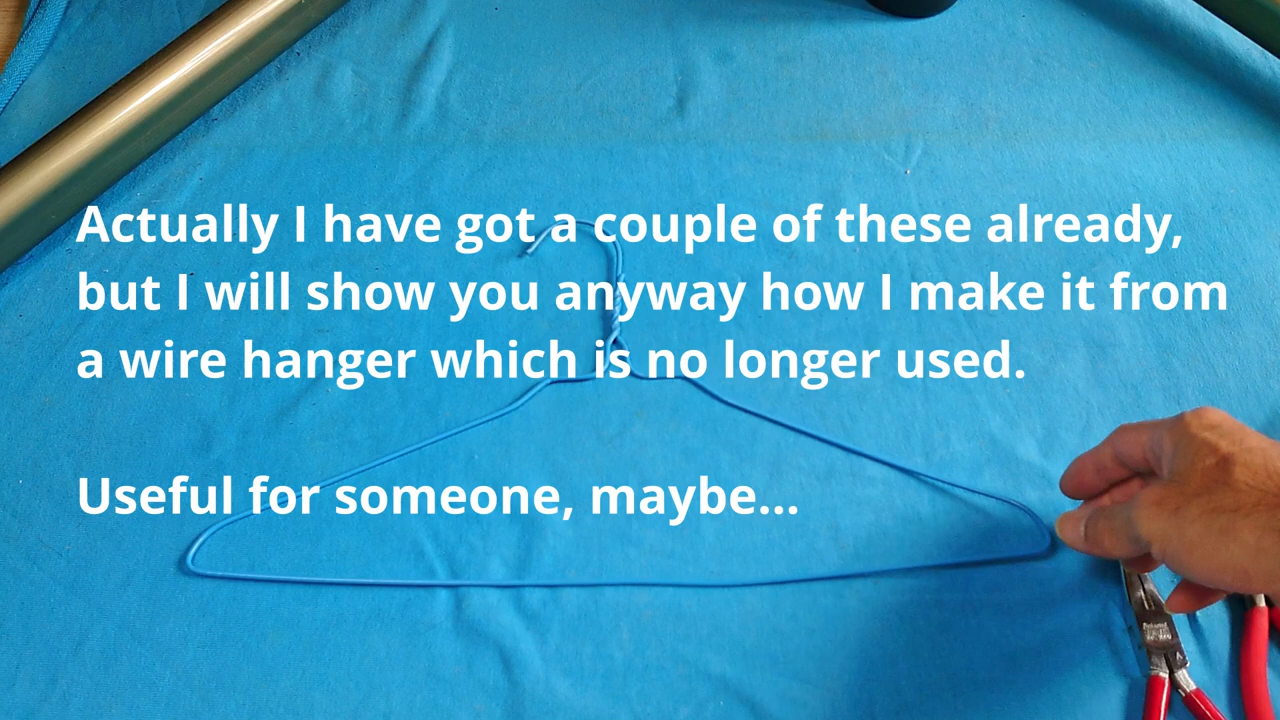 Actually I have got a couple of these already,
but I will show you anyway how I make it from
a wire hanger which is no longer used.
Useful for someone, maybe...